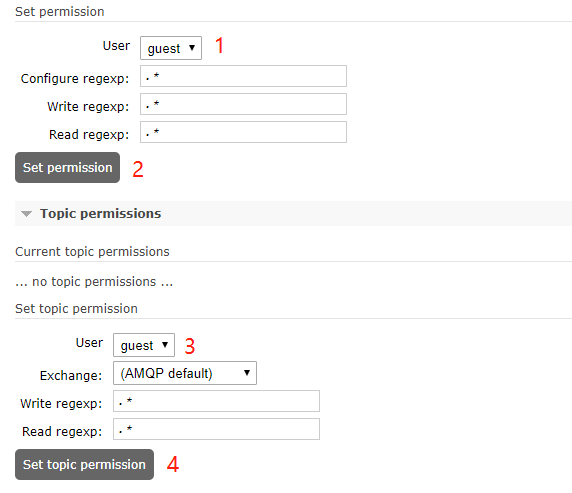 Set permission
User guest 1
Configure regexp: .*
Write regexp: .*
Read regexp: .*
Set permission 2
Topic permissions
Current topic permissions
... no topic permissions ...
Set topic permission
User guest 3
Exchange: (AMQP default)
Write regexp: .*
Read regexp: .*
Set topic permission 4